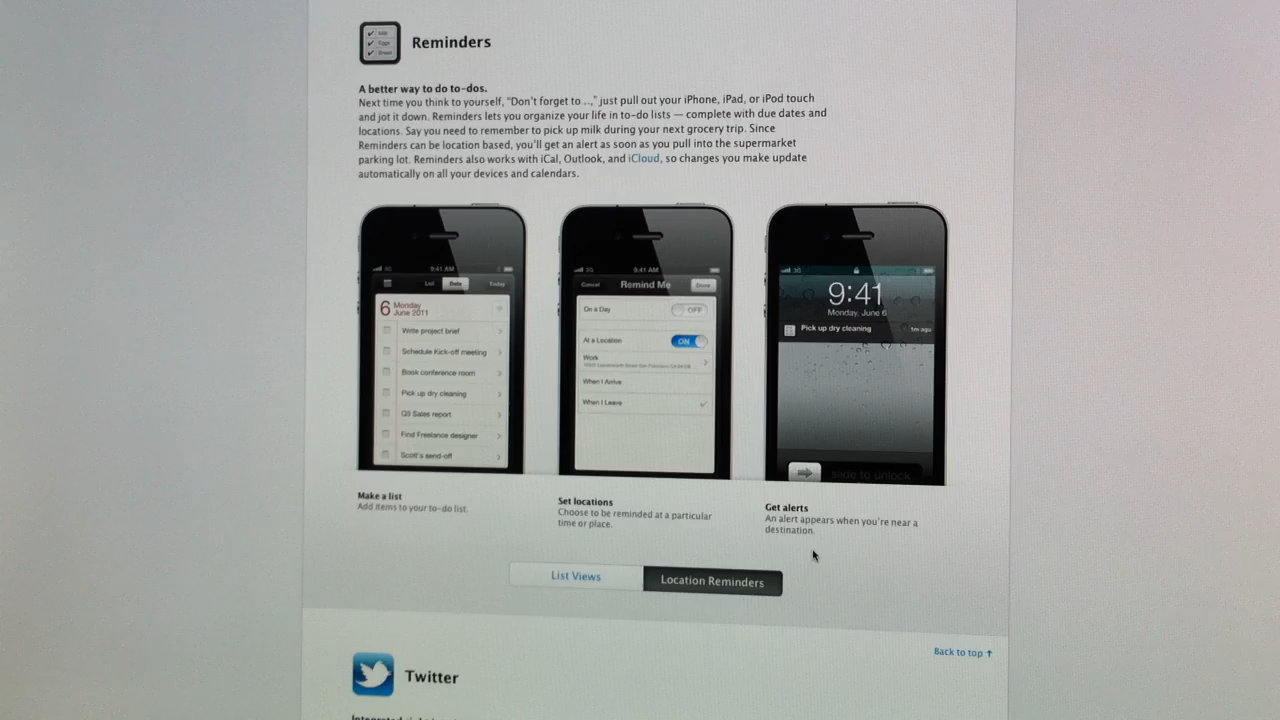 Reminders
A better way to do to-dos.
Next time you think to yourself, “Don’t forget to ...,” just pull out your iPhone, iPad, or iPod touch
and jot it down. Reminders lets you organize your life in to-do lists — complete with due dates and
locations. Say you need to remember to pick up milk during your next grocery trip. Since
Reminders can be location based, you’ll get an alert as soon as you pull into the supermarket
parking lot. Reminders also works with iCal, Outlook, and iCloud, so changes you make update
automatically on all your devices and calendars.
3G 9:41 AM
List Date Today
6 Monday
June 2011
Write project brief
Schedule Kick-off meeting
Book conference room
Pick up dry cleaning
Q3 Sales report
Find Freelance designer
Scott's send-off
3G 9:41 AM
Cancel Remind Me Done
On a Day OFF
At a Location ON
Work
When I Arrive
When I Leave
3G
9:41
Monday, June 6
Pick up dry cleaning 1m ago
slide to unlock
Make a list
Add items to your to-do list.
Set locations
Choose to be reminded at a particular
time or place.
Get alerts
An alert appears when you’re near a
destination.
List Views Location Reminders
Back to top ↑
Twitter